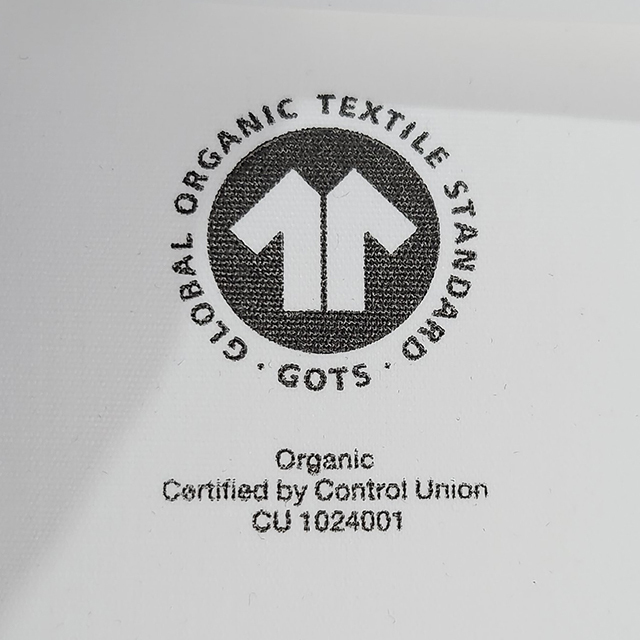 GLOBAL ORGANIC TEXTILE STANDARD
· GOTS ·
Organic
Certified by Control Union
CU 1024001